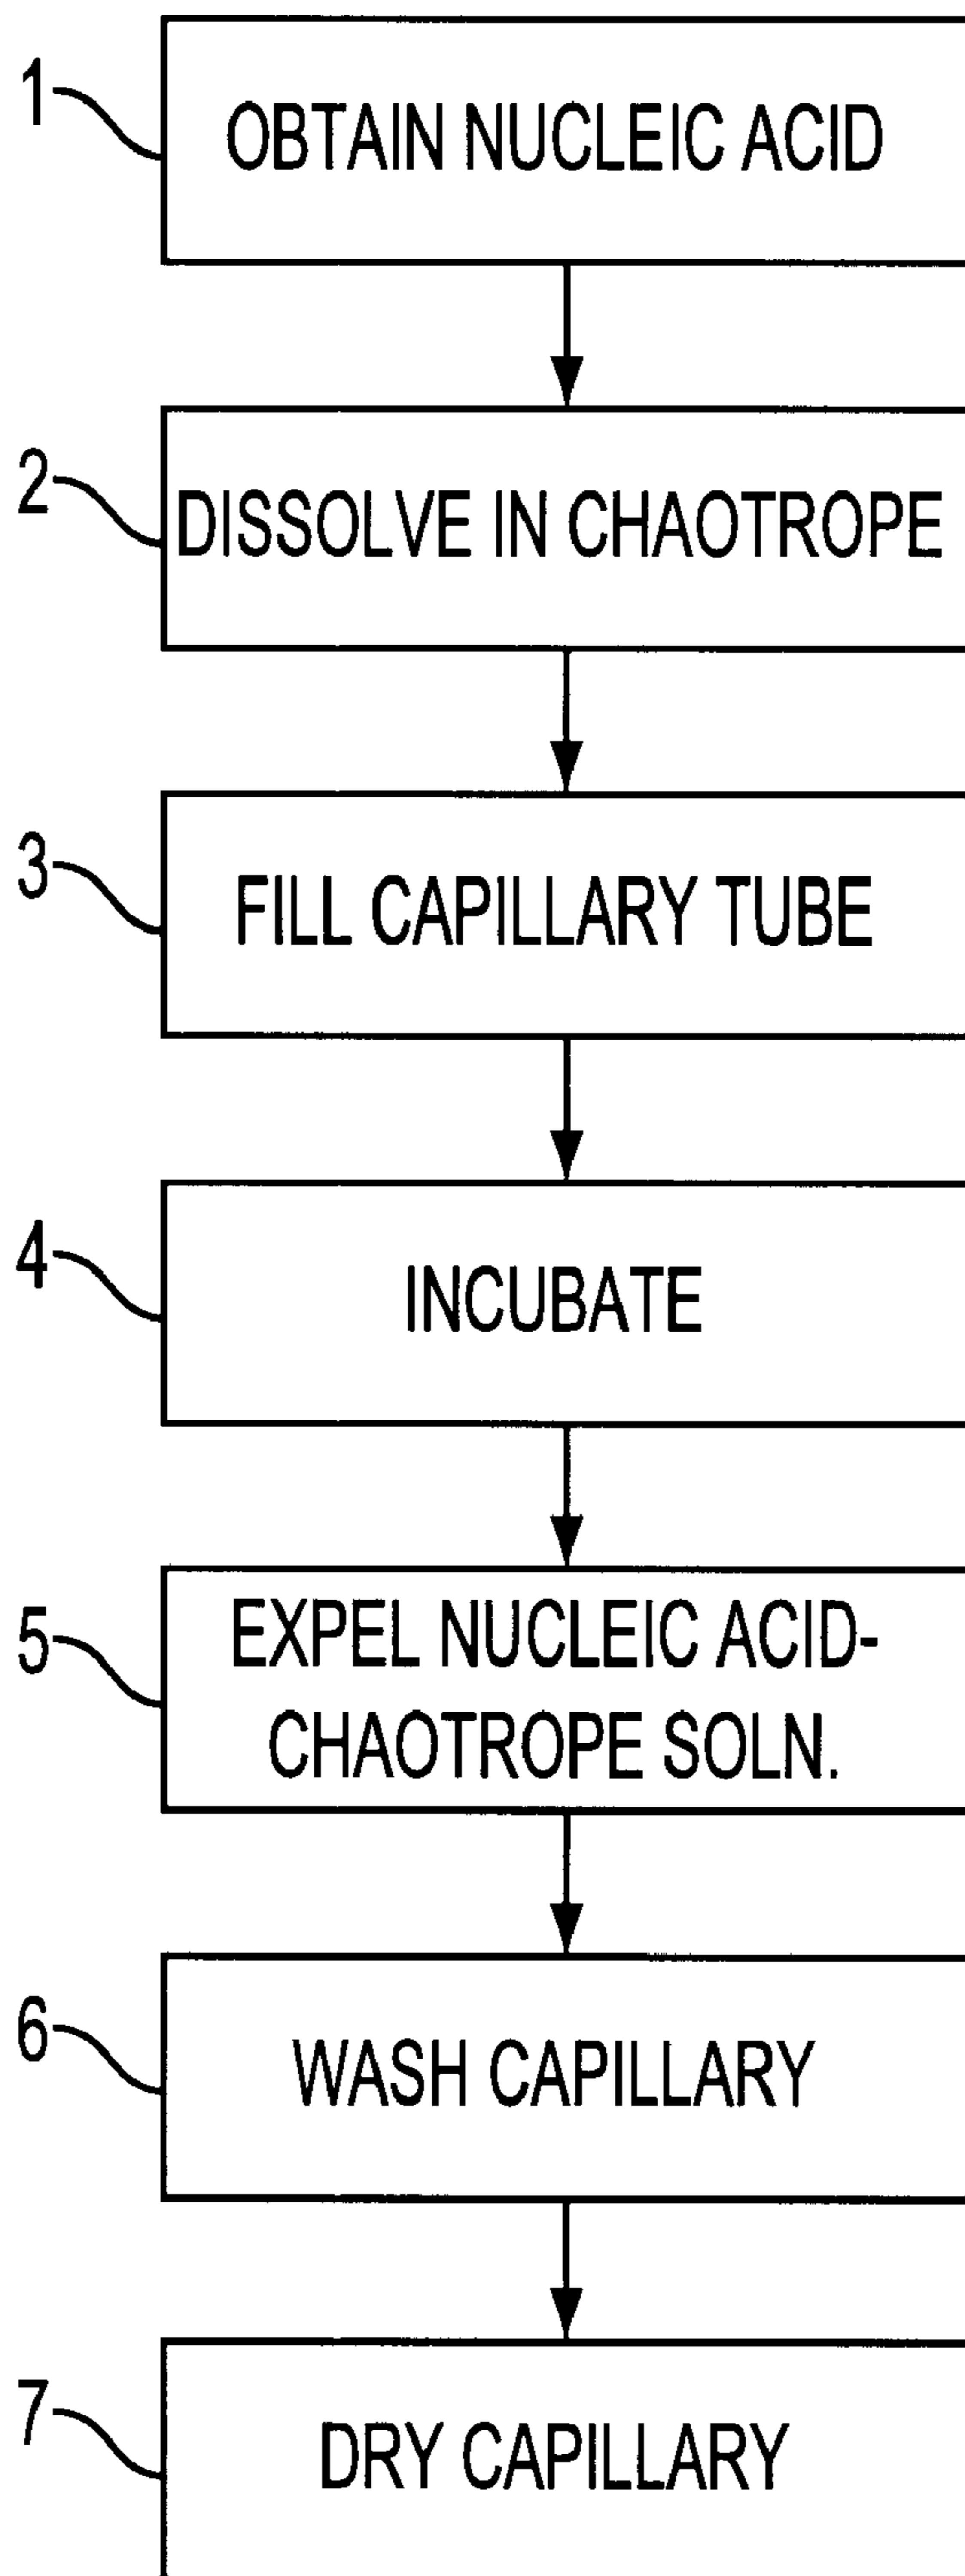 1
OBTAIN NUCLEIC ACID
2
DISSOLVE IN CHAOTROPE
3
FILL CAPILLARY TUBE
4
INCUBATE
5
EXPEL NUCLEIC ACID-
CHAOTROPE SOLN.
6
WASH CAPILLARY
7
DRY CAPILLARY